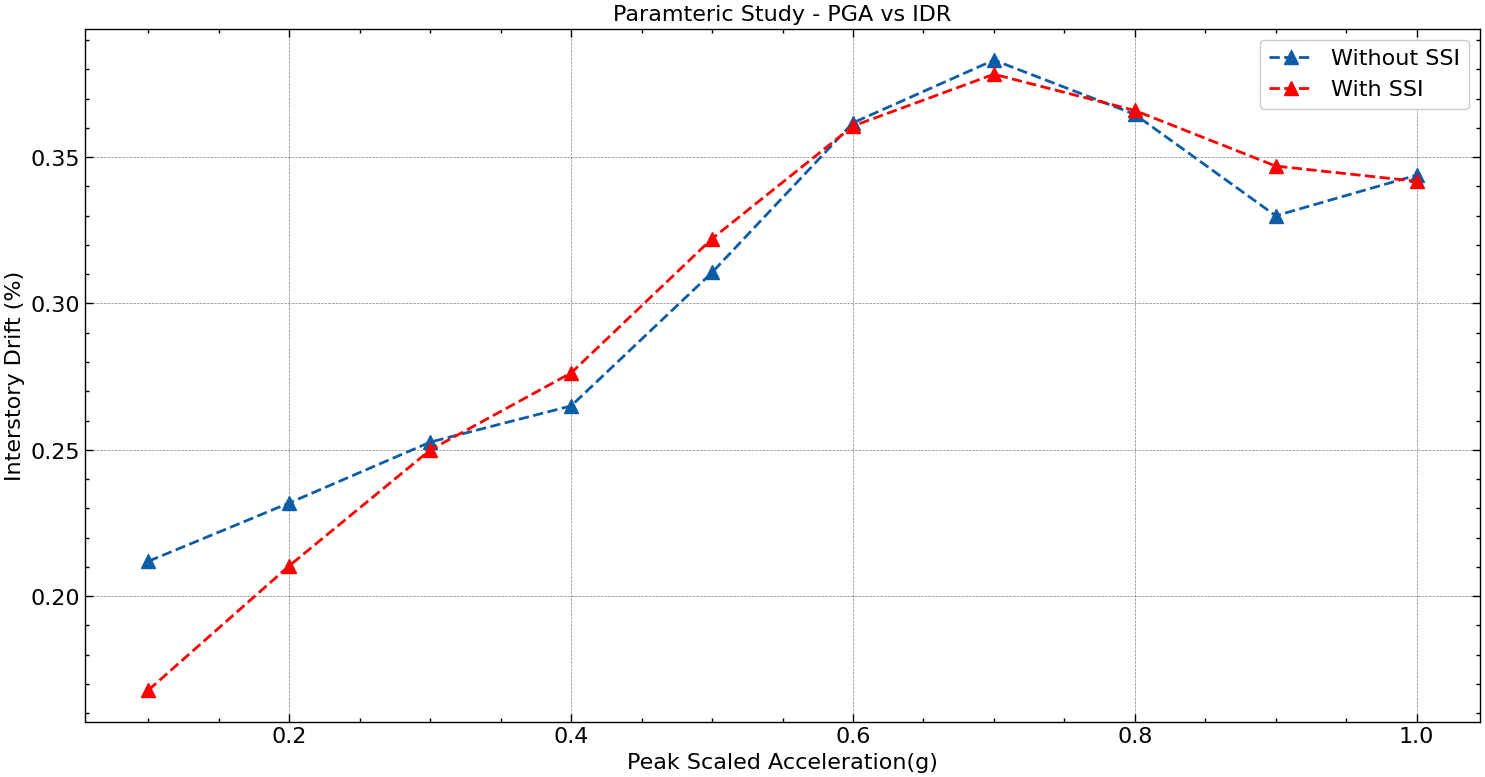 Paramteric Study - PGA vs IDR
Without SSI
With SSI
Interstory Drift (%)
0.35
0.30
0.25
0.20
0.2
0.4
0.6
0.8
1.0
Peak Scaled Acceleration(g)